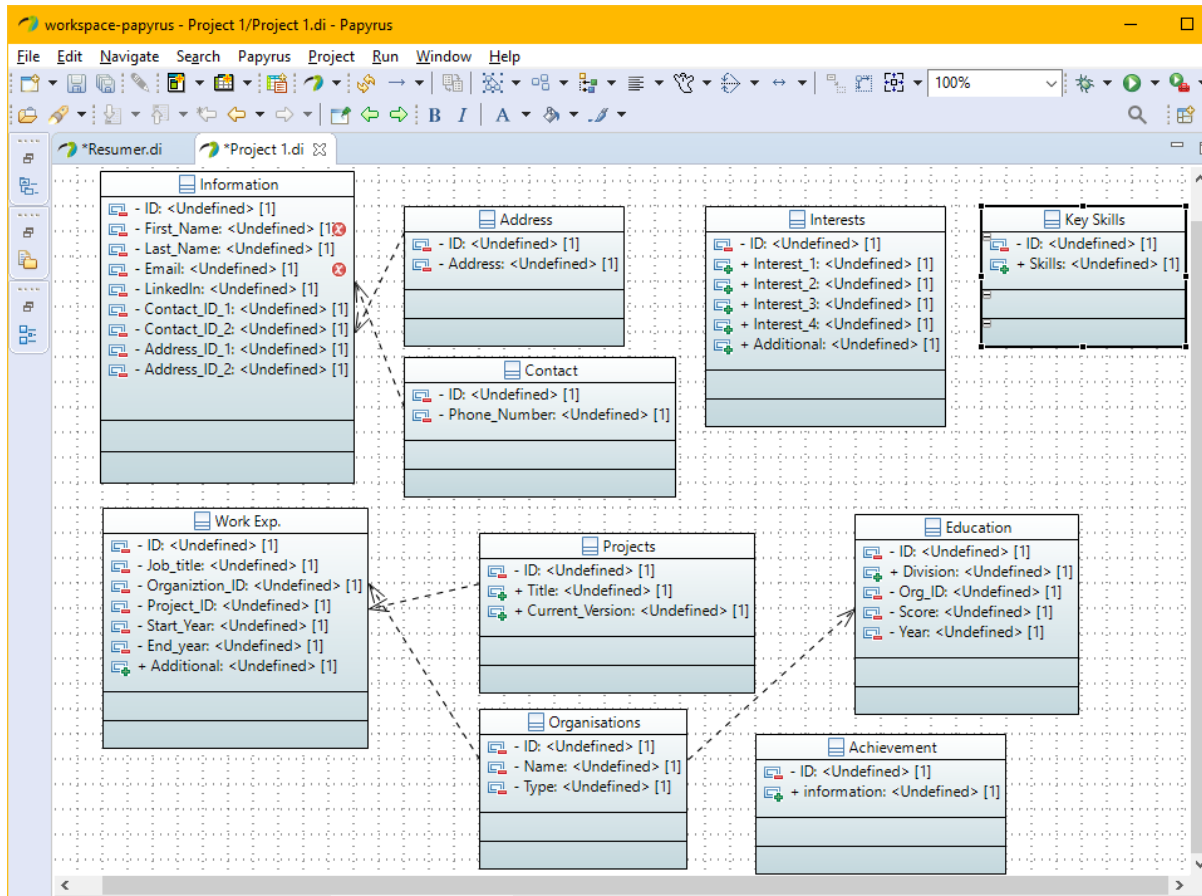 workspace-papyrus - Project 1/Project 1.di - Papyrus
File Edit Navigate Search Papyrus Project Run Window Help
100%
B I A
*Resumer.di *Project 1.di
Information
- ID: <Undefined> [1]
- First_Name: <Undefined> [1]
- Last_Name: <Undefined> [1]
- Email: <Undefined> [1]
- LinkedIn: <Undefined> [1]
- Contact_ID_1: <Undefined> [1]
- Contact_ID_2: <Undefined> [1]
- Address_ID_1: <Undefined> [1]
- Address_ID_2: <Undefined> [1]
Address
- ID: <Undefined> [1]
- Address: <Undefined> [1]
Contact
- ID: <Undefined> [1]
- Phone_Number: <Undefined> [1]
Interests
- ID: <Undefined> [1]
+ Interest_1: <Undefined> [1]
+ Interest_2: <Undefined> [1]
+ Interest_3: <Undefined> [1]
+ Interest_4: <Undefined> [1]
+ Additional: <Undefined> [1]
Key Skills
- ID: <Undefined> [1]
+ Skills: <Undefined> [1]
Work Exp.
- ID: <Undefined> [1]
- Job_title: <Undefined> [1]
- Organiztion_ID: <Undefined> [1]
- Project_ID: <Undefined> [1]
- Start_Year: <Undefined> [1]
- End_year: <Undefined> [1]
+ Additional: <Undefined> [1]
Projects
- ID: <Undefined> [1]
+ Title: <Undefined> [1]
+ Current_Version: <Undefined> [1]
Education
- ID: <Undefined> [1]
+ Division: <Undefined> [1]
- Org_ID: <Undefined> [1]
- Score: <Undefined> [1]
- Year: <Undefined> [1]
Organisations
- ID: <Undefined> [1]
- Name: <Undefined> [1]
- Type: <Undefined> [1]
Achievement
- ID: <Undefined> [1]
+ information: <Undefined> [1]